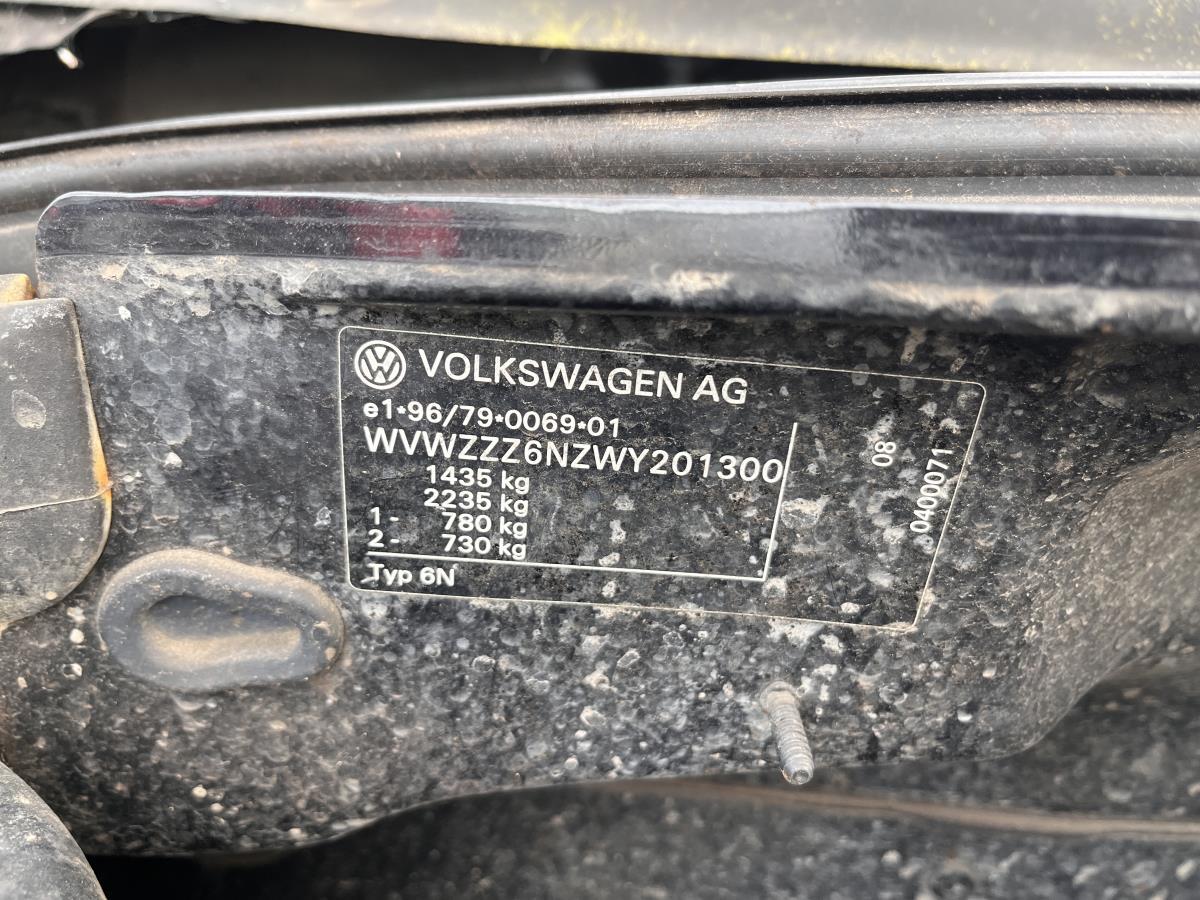 VOLKSWAGEN AG
e1*96/79*0069*01
WVWZZZ6NZWY201300
1435 kg
2235 kg
1- 780 kg
2- 730 kg
Typ 6N
08
0400071